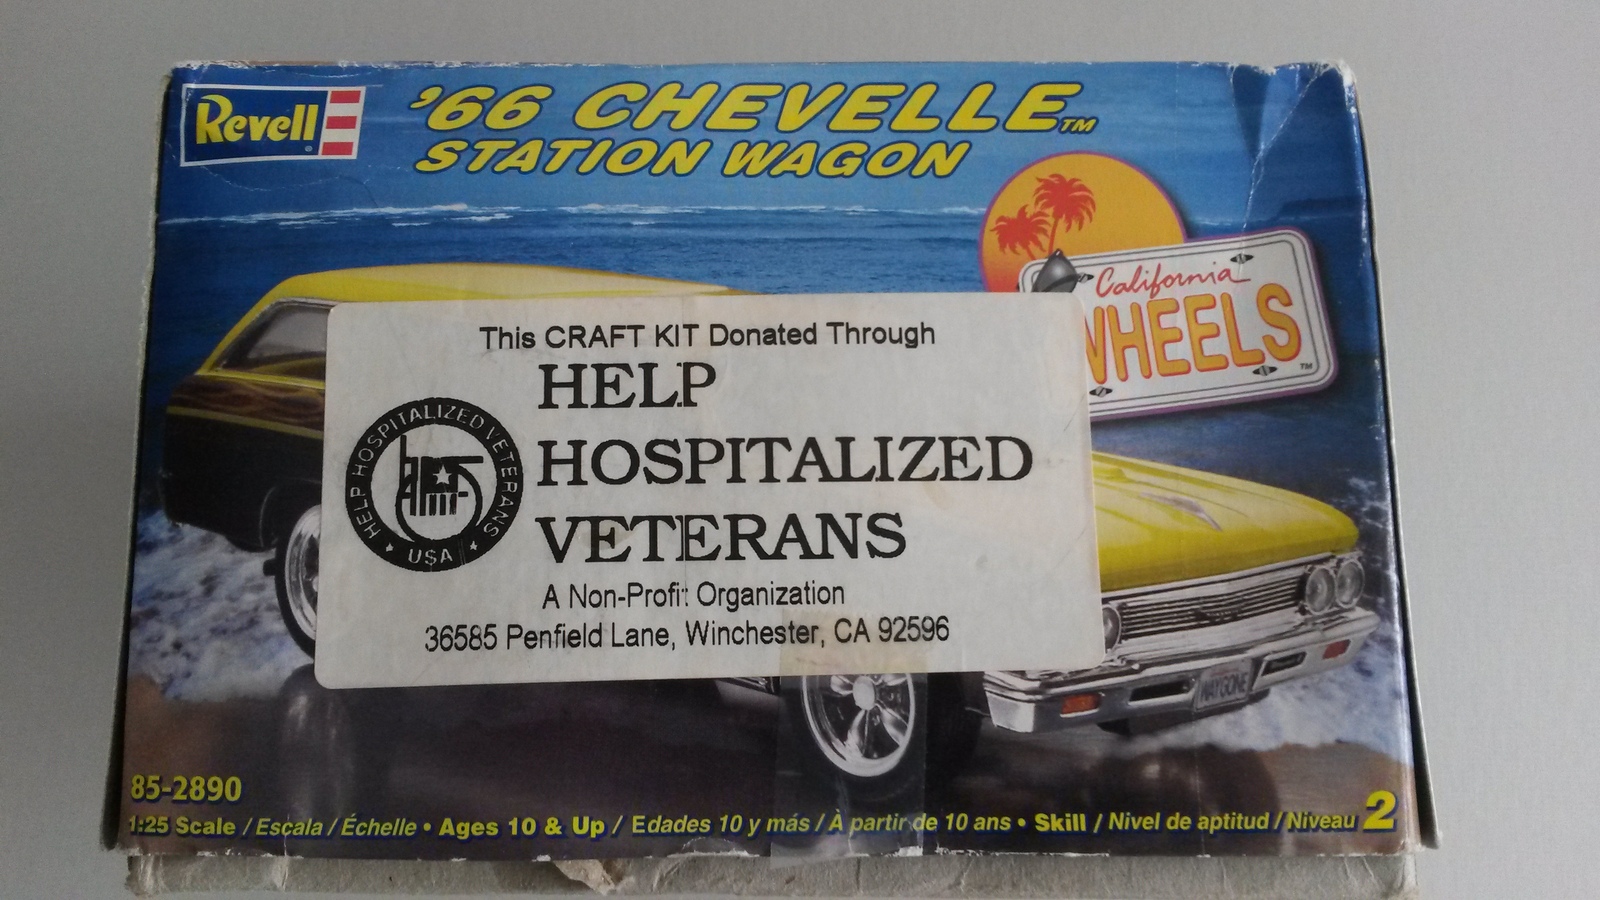 Revell®
'66 CHEVELLE™
STATION WAGON
California
WHEELS™
This CRAFT KIT Donated Through
HELP
HOSPITALIZED
VETERANS
HELP HOSPITALIZED VETERANS
USA
A Non-Profit Organization
36585 Penfield Lane, Winchester, CA 92596
WAYGONE
85-2890
1:25 Scale / Escala / Échelle • Ages 10 & Up / Edades 10 y más / À partir de 10 ans • Skill / Nivel de aptitud / Niveau 2